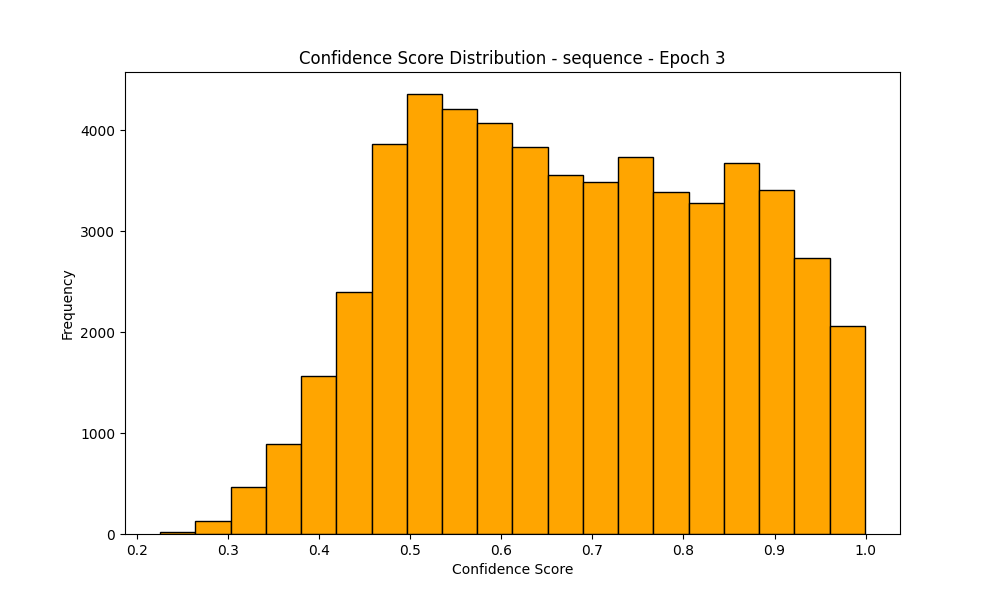 Confidence Score Distribution - sequence - Epoch 3
4000
3000
2000
1000
0
Frequency
0.2 0.3 0.4 0.5 0.6 0.7 0.8 0.9 1.0
Confidence Score